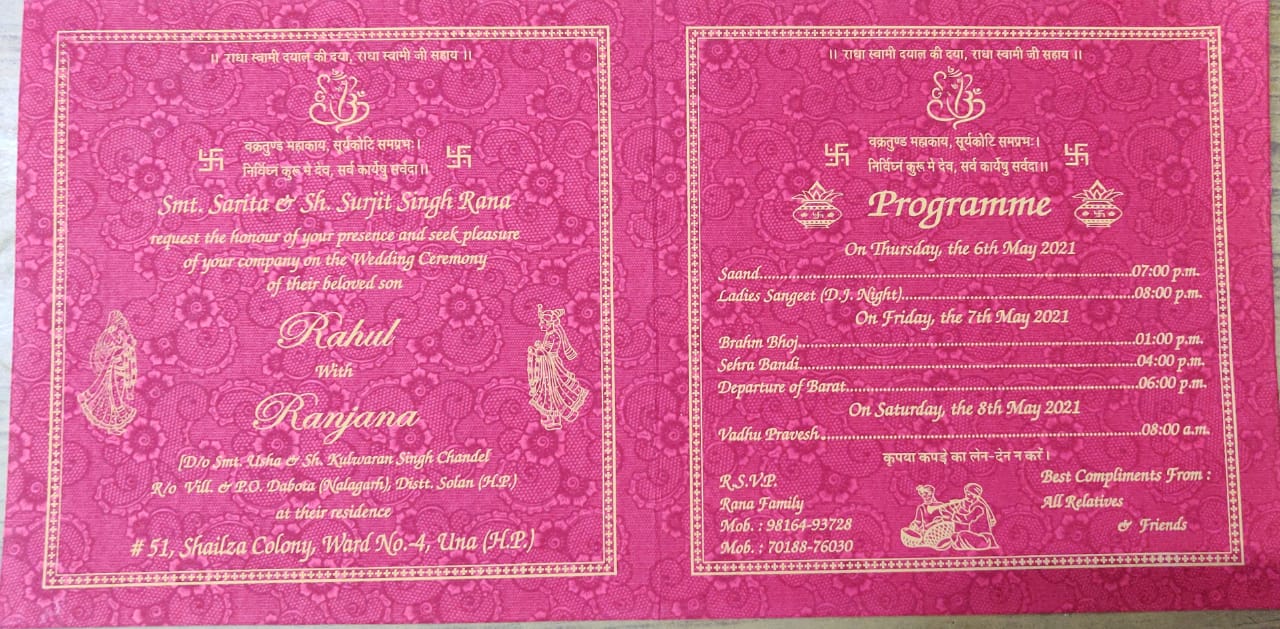 ।। राधा स्वामी दयाल की दया, राधा स्वामी जी सहाय ।।
वक्रतुण्ड महाकाय, सूर्यकोटि समप्रभः।
निर्विघ्नं कुरू मे देव, सर्व कार्येषु सर्वदा।।
Smt. Sarita & Sh. Surjit Singh Rana
request the honour of your presence and seek pleasure
of your company on the Wedding Ceremony
of their beloved son
Rahul
With
Ranjana
[D/o Smt. Usha & Sh. Kulwaran Singh Chandel
R/o Vill. & P.O. Dabota (Nalagarh), Distt. Solan (H.P.)
at their residence
# 51, Shailza Colony, Ward No.-4, Una (H.P.)
।। राधा स्वामी दयाल की दया, राधा स्वामी जी सहाय ।।
वक्रतुण्ड महाकाय, सूर्यकोटि समप्रभः।
निर्विघ्नं कुरू मे देव, सर्व कार्येषु सर्वदा।।
Programme
On Thursday, the 6th May 2021
Saand....................07:00 p.m.
Ladies Sangeet (D.J. Night)....................08:00 p.m.
On Friday, the 7th May 2021
Brahm Bhoj....................01:00 p.m.
Sehra Bandi....................04:00 p.m.
Departure of Barat....................06:00 p.m.
On Saturday, the 8th May 2021
Vadhu Pravesh....................08:00 a.m.
कृपया कपड़े का लेन-देन न करें।
R.S.V.P.
Rana Family
Mob. : 98164-93728
Mob. : 70188-76030
Best Compliments From :
All Relatives
& Friends